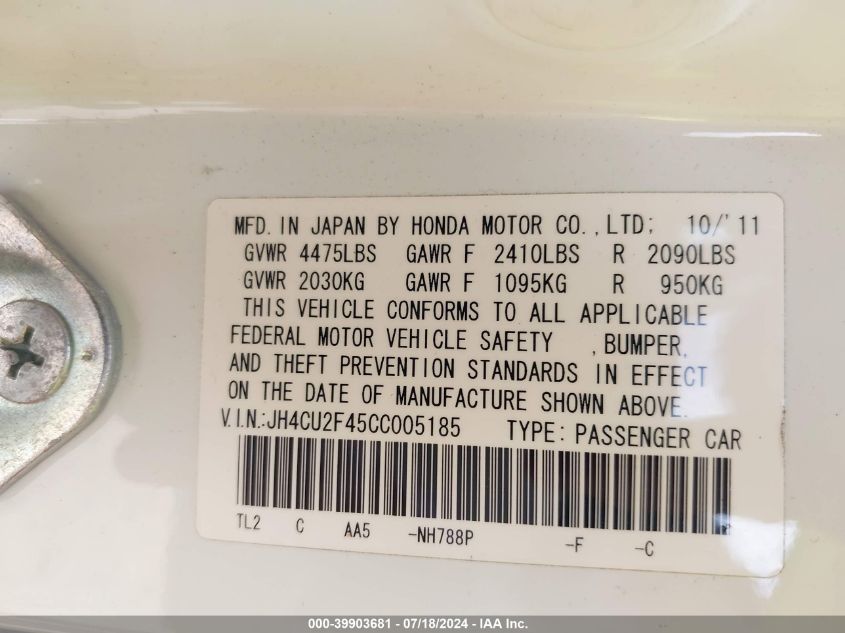 MFD. IN JAPAN BY HONDA MOTOR CO.,LTD; 10/'11
GVWR 4475LBS GAWR F 2410LBS R 2090LBS
GVWR 2030KG GAWR F 1095KG R 950KG
THIS VEHICLE CONFORMS TO ALL APPLICABLE
FEDERAL MOTOR VEHICLE SAFETY ,BUMPER,
AND THEFT PREVENTION STANDARDS IN EFFECT
ON THE DATE OF MANUFACTURE SHOWN ABOVE.
V.I.N.:JH4CU2F45CC005185 TYPE: PASSENGER CAR
TL2 C AA5 -NH788P -F -C
000-39903681 - 07/18/2024 - IAA Inc.